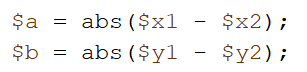 $a = abs($x1 - $x2);
$b = abs($y1 - $y2);